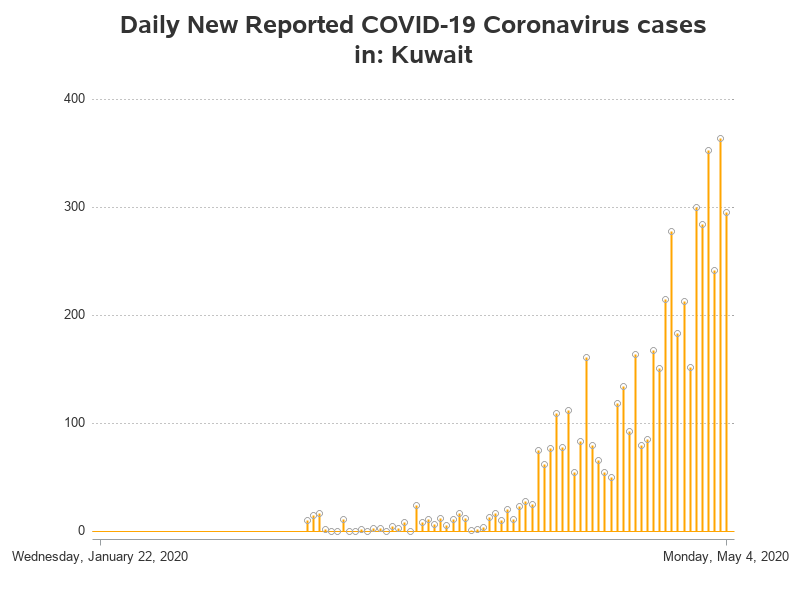 Daily New Reported COVID-19 Coronavirus cases
in: Kuwait
400
300
200
100
0
Wednesday, January 22, 2020
Monday, May 4, 2020